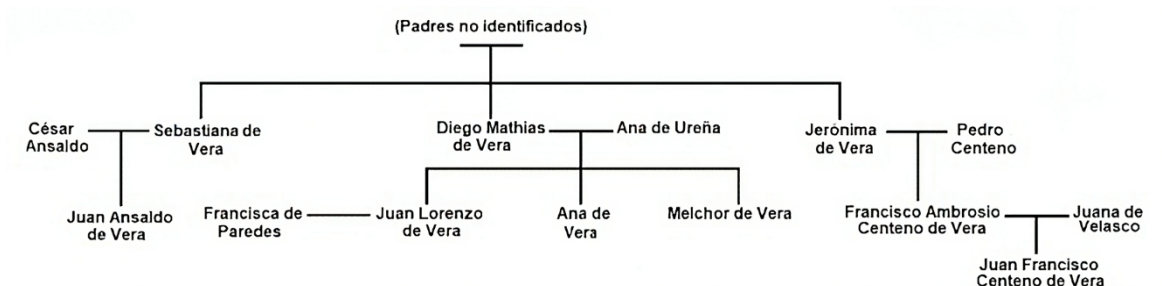 (Padres no identificados)
César
Ansaldo
Sebastiana de
Vera
Diego Mathias
de Vera
Ana de Ureña
Jerónima
de Vera
Pedro
Centeno
Juan Ansaldo
de Vera
Francisca de
Paredes
Juan Lorenzo
de Vera
Ana de
Vera
Melchor de Vera
Francisco Ambrosio
Centeno de Vera
Juana de
Velasco
Juan Francisco
Centeno de Vera